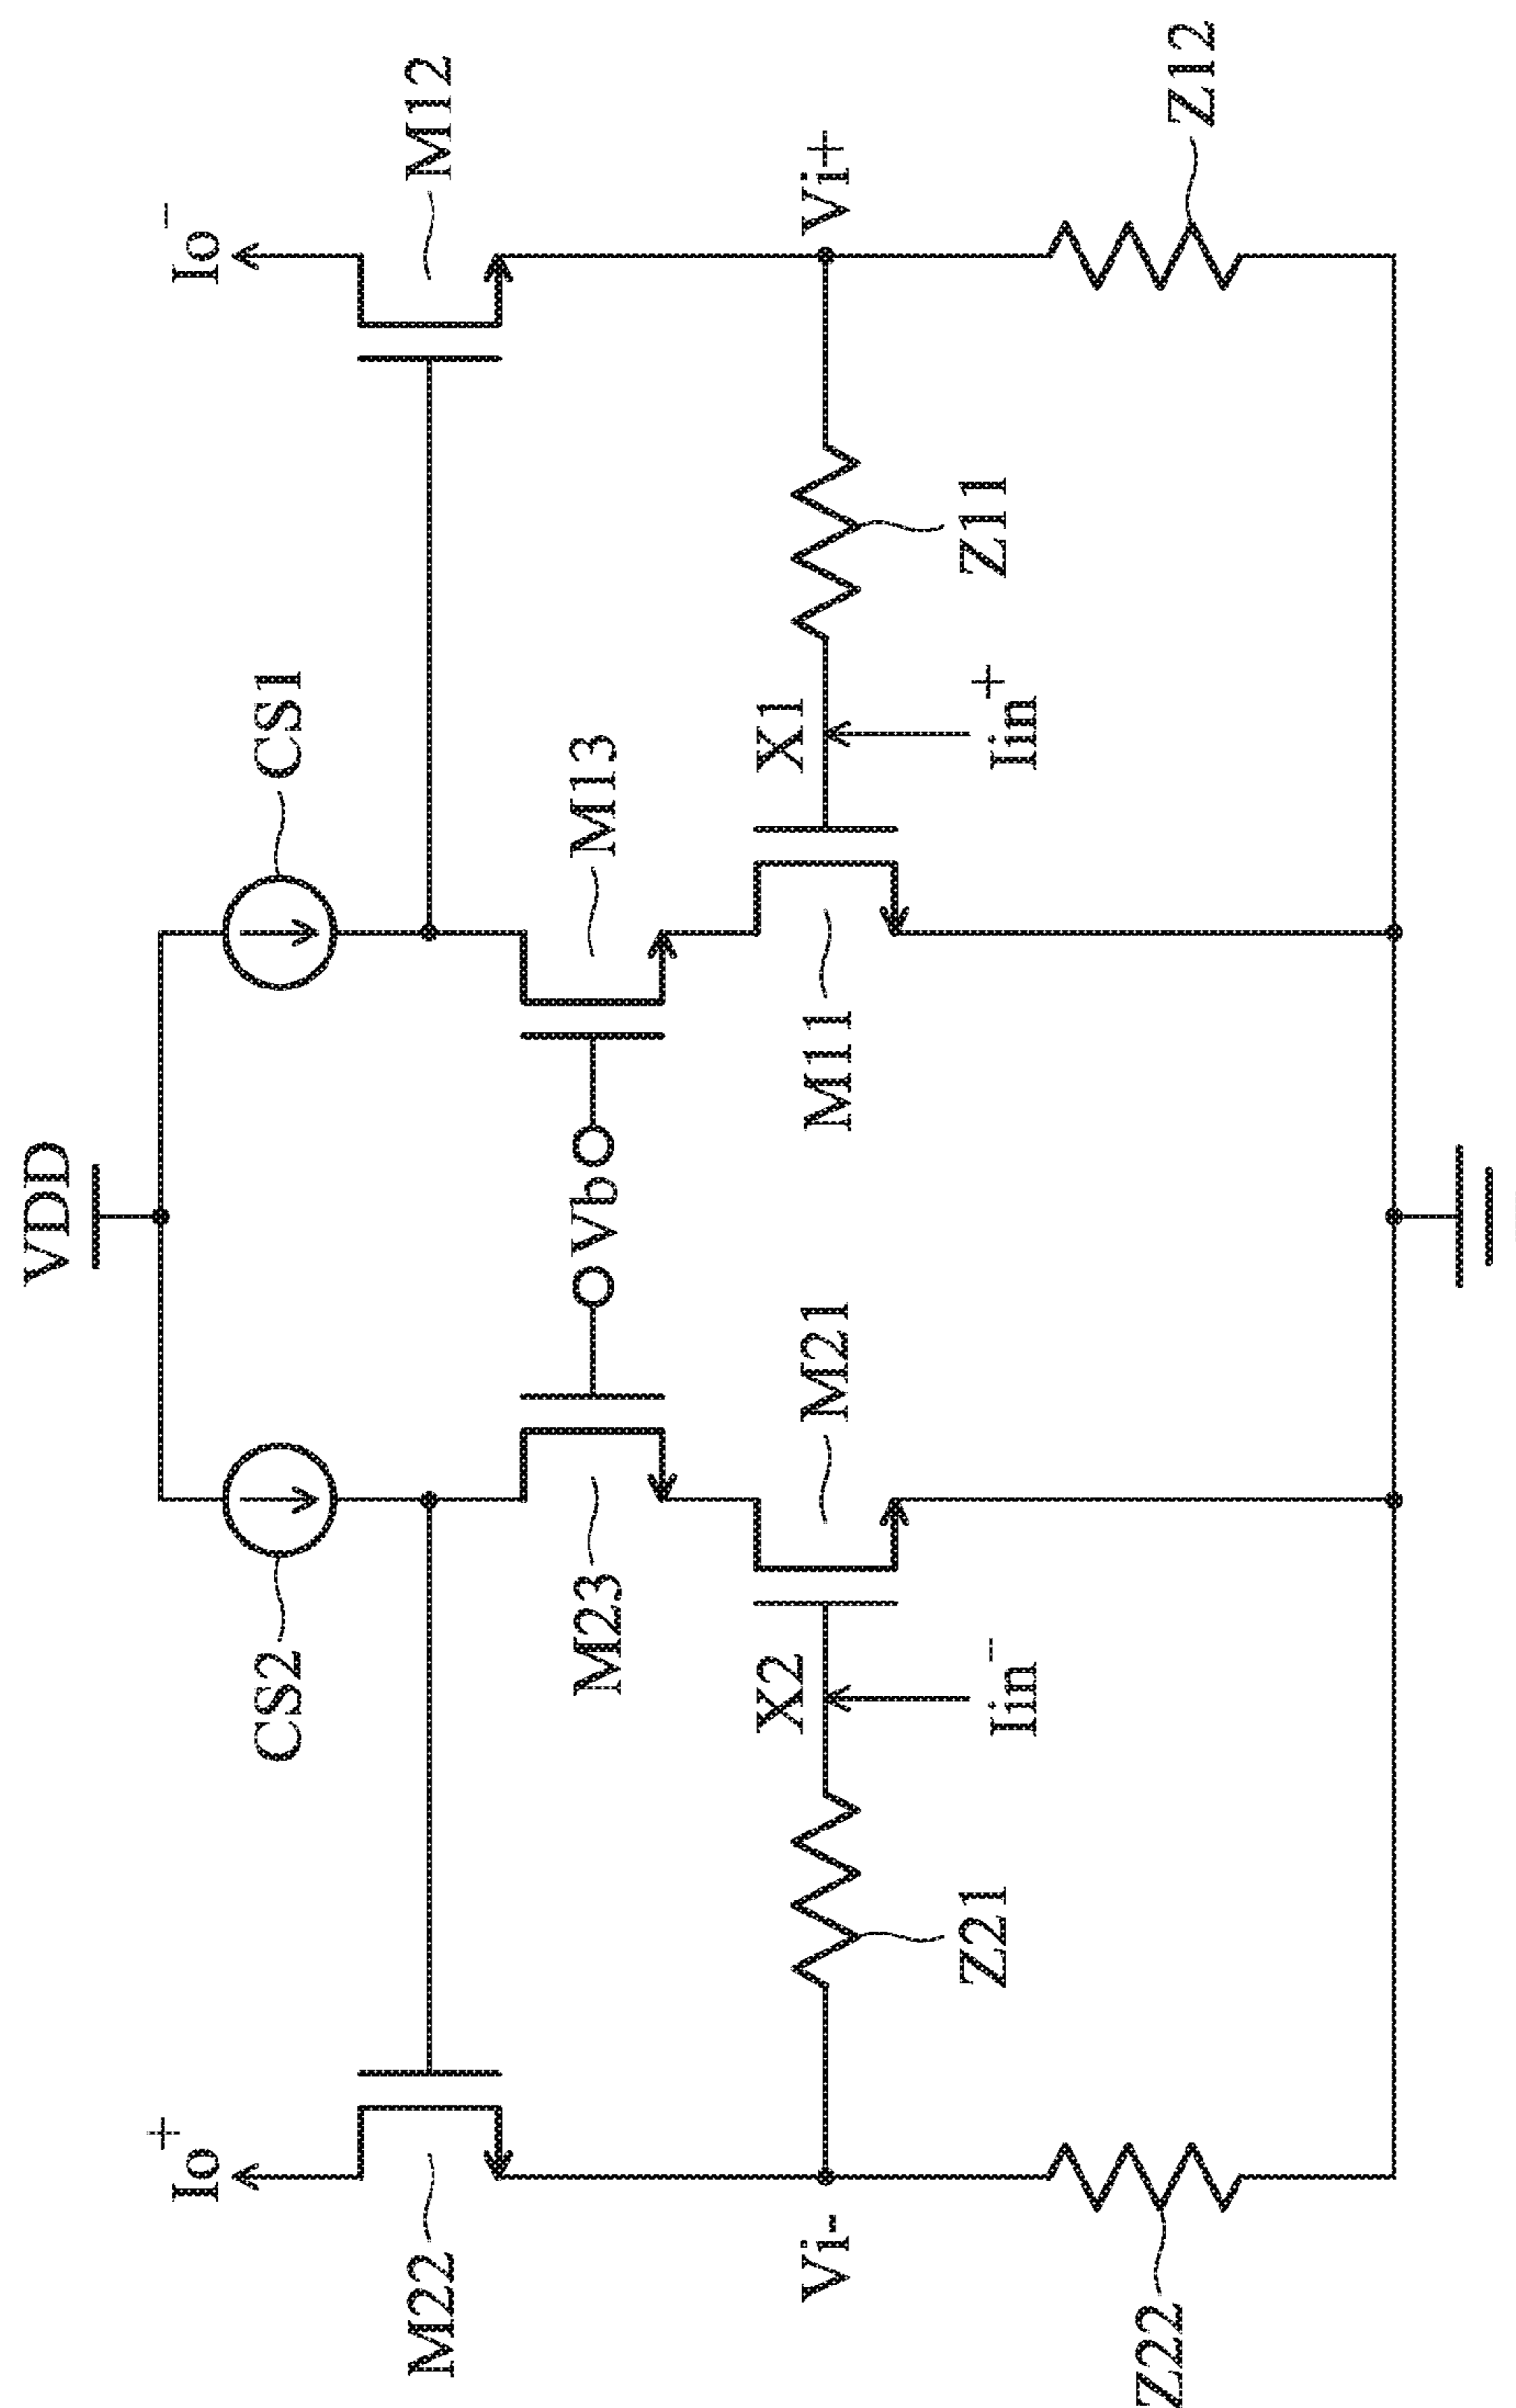 VDD
CS2
CS1
Io+
Io-
M22
M12
M23
Vb
M13
Vi-
X2
M21
M11
X1
Vi+
Z21
Iin-
Iin+
Z11
Z22
Z12